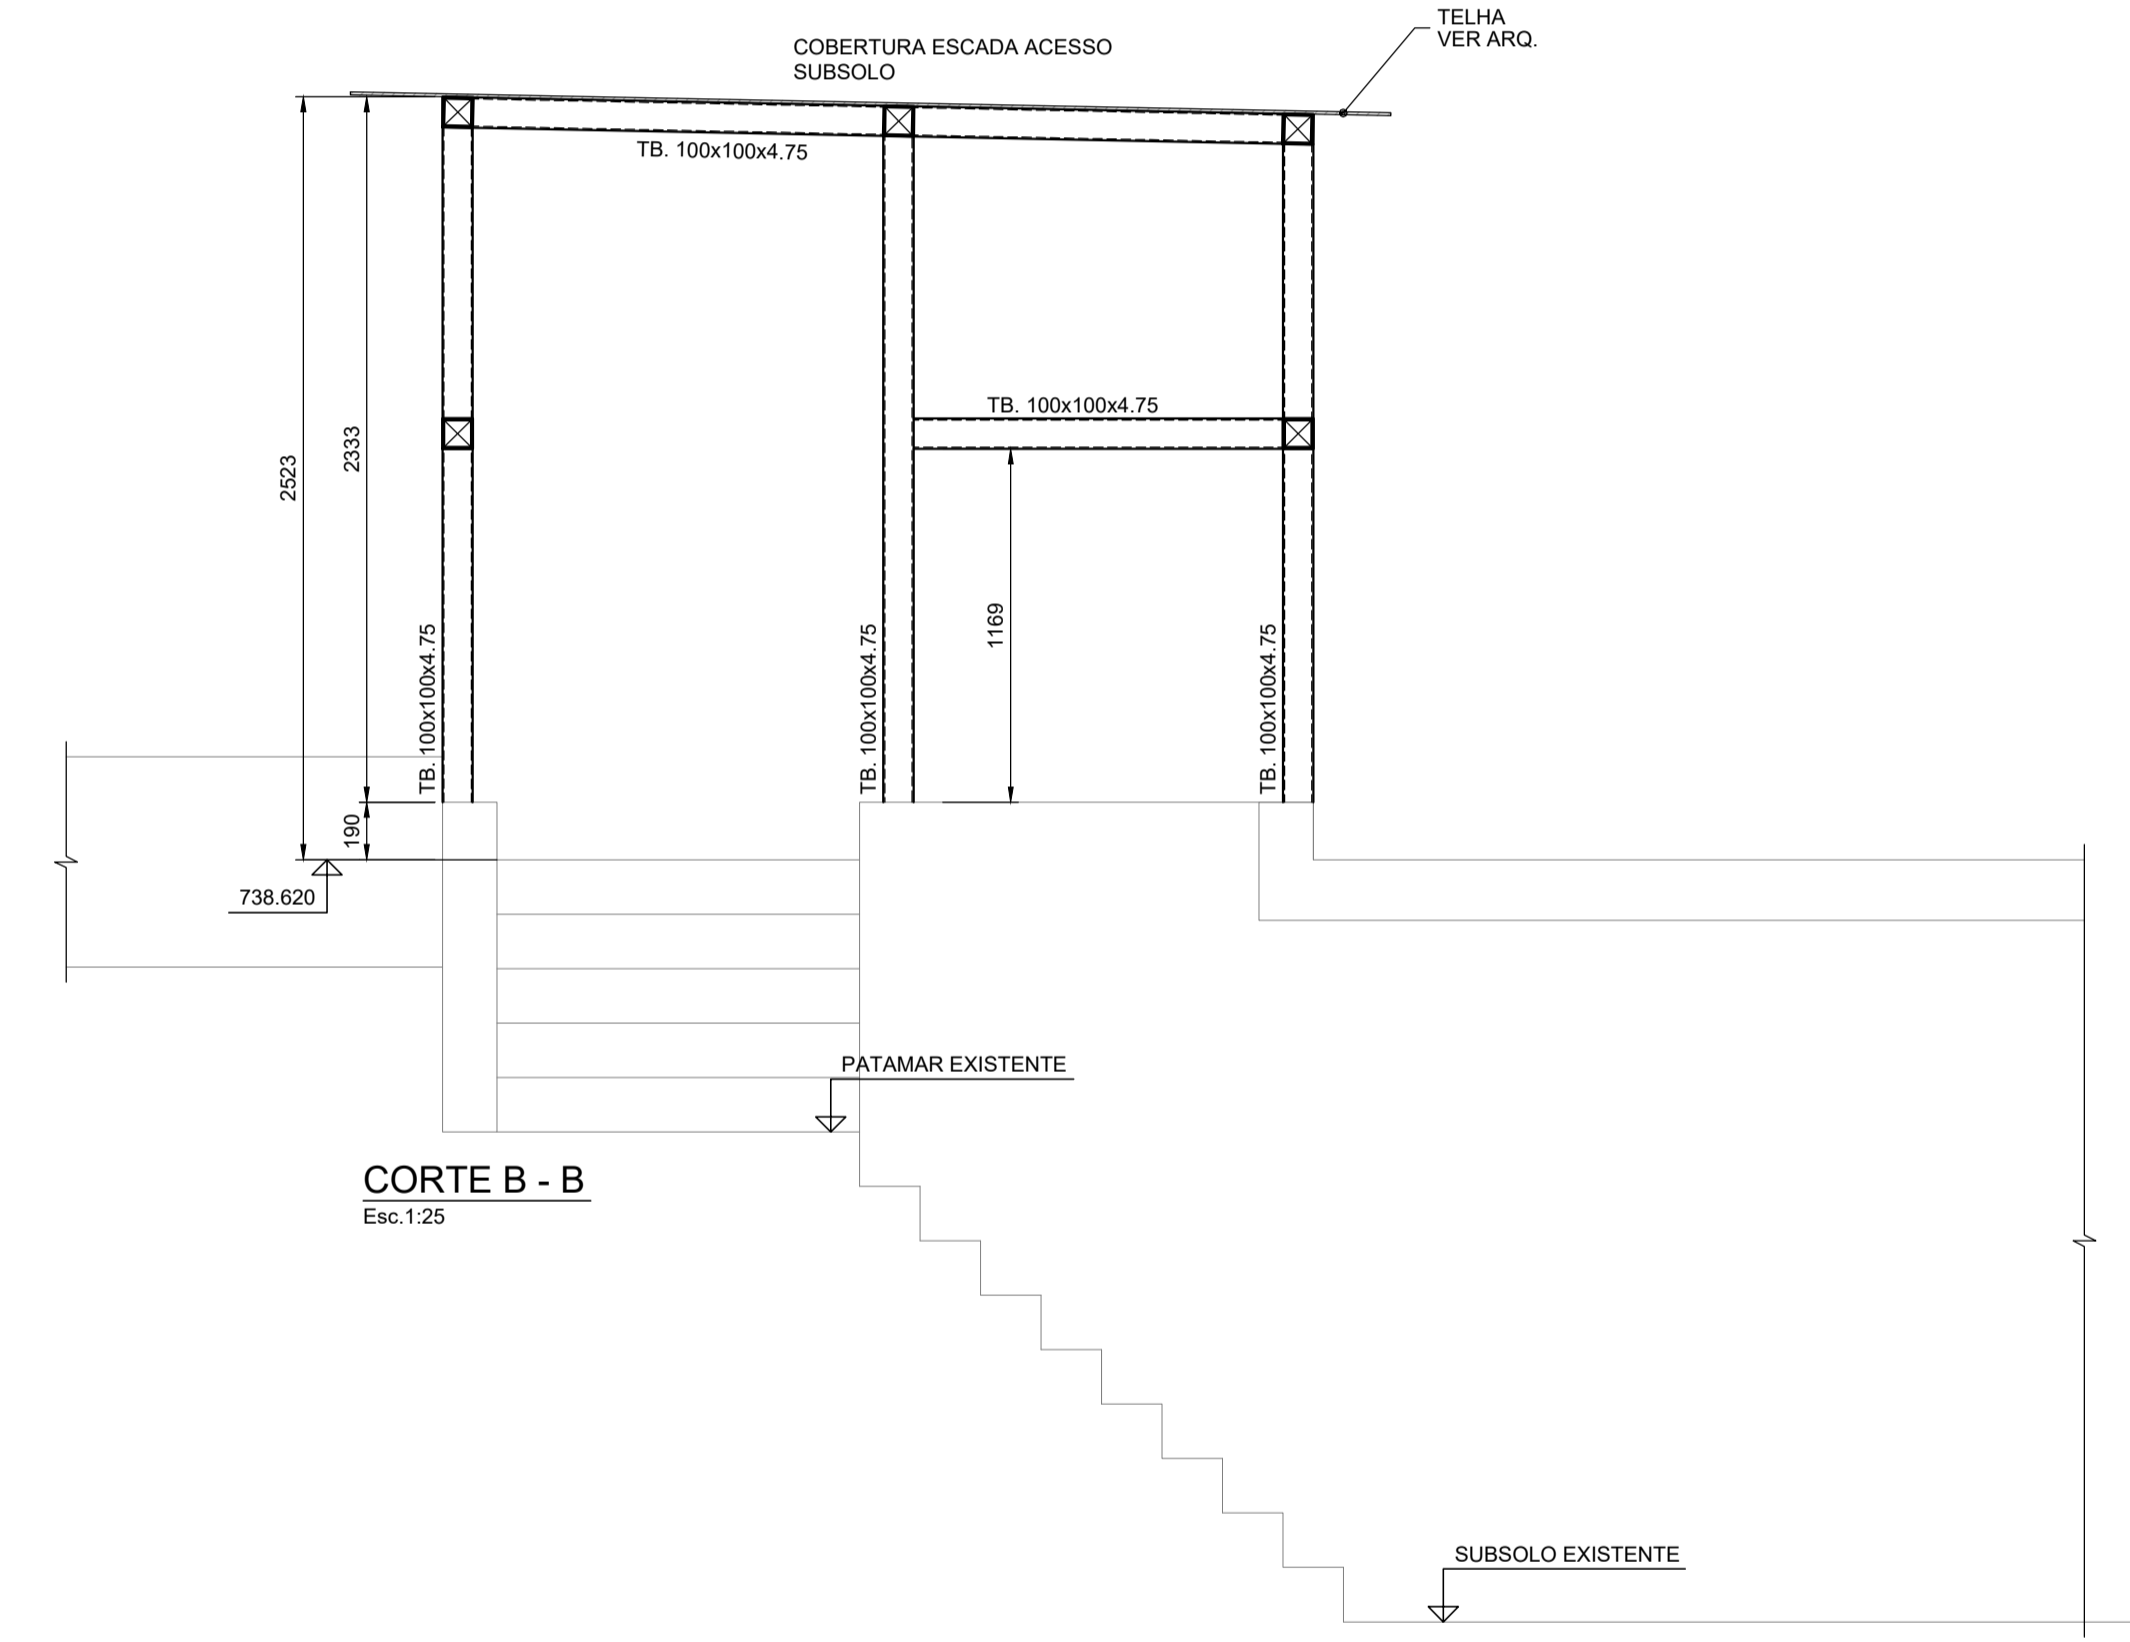 TELHA
VER ARQ.
COBERTURA ESCADA ACESSO
SUBSOLO
TB. 100x100x4.75
TB. 100x100x4.75
2523
2333
1169
TB. 100x100x4.75
TB. 100x100x4.75
TB. 100x100x4.75
190
738.620
PATAMAR EXISTENTE
CORTE B - B
Esc.1:25
SUBSOLO EXISTENTE